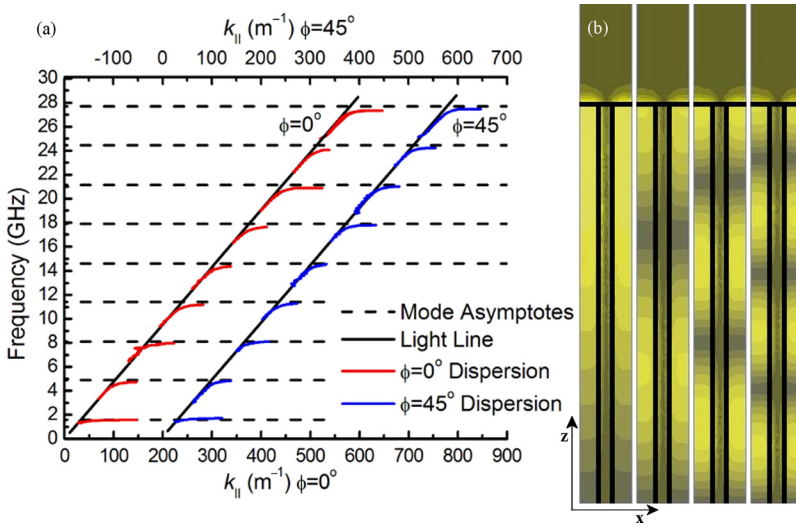 (a)
k|| (m⁻¹) ϕ=45°
-100 0 100 200 300 400 500 600 700
30
28
26
24
22
20
18
16
14
12
10
8
6
4
2
0
Frequency (GHz)
ϕ=0°
ϕ=45°
Mode Asymptotes
Light Line
ϕ=0° Dispersion
ϕ=45° Dispersion
0 100 200 300 400 500 600 700 800 900
k|| (m⁻¹) ϕ=0°
(b)
z
x